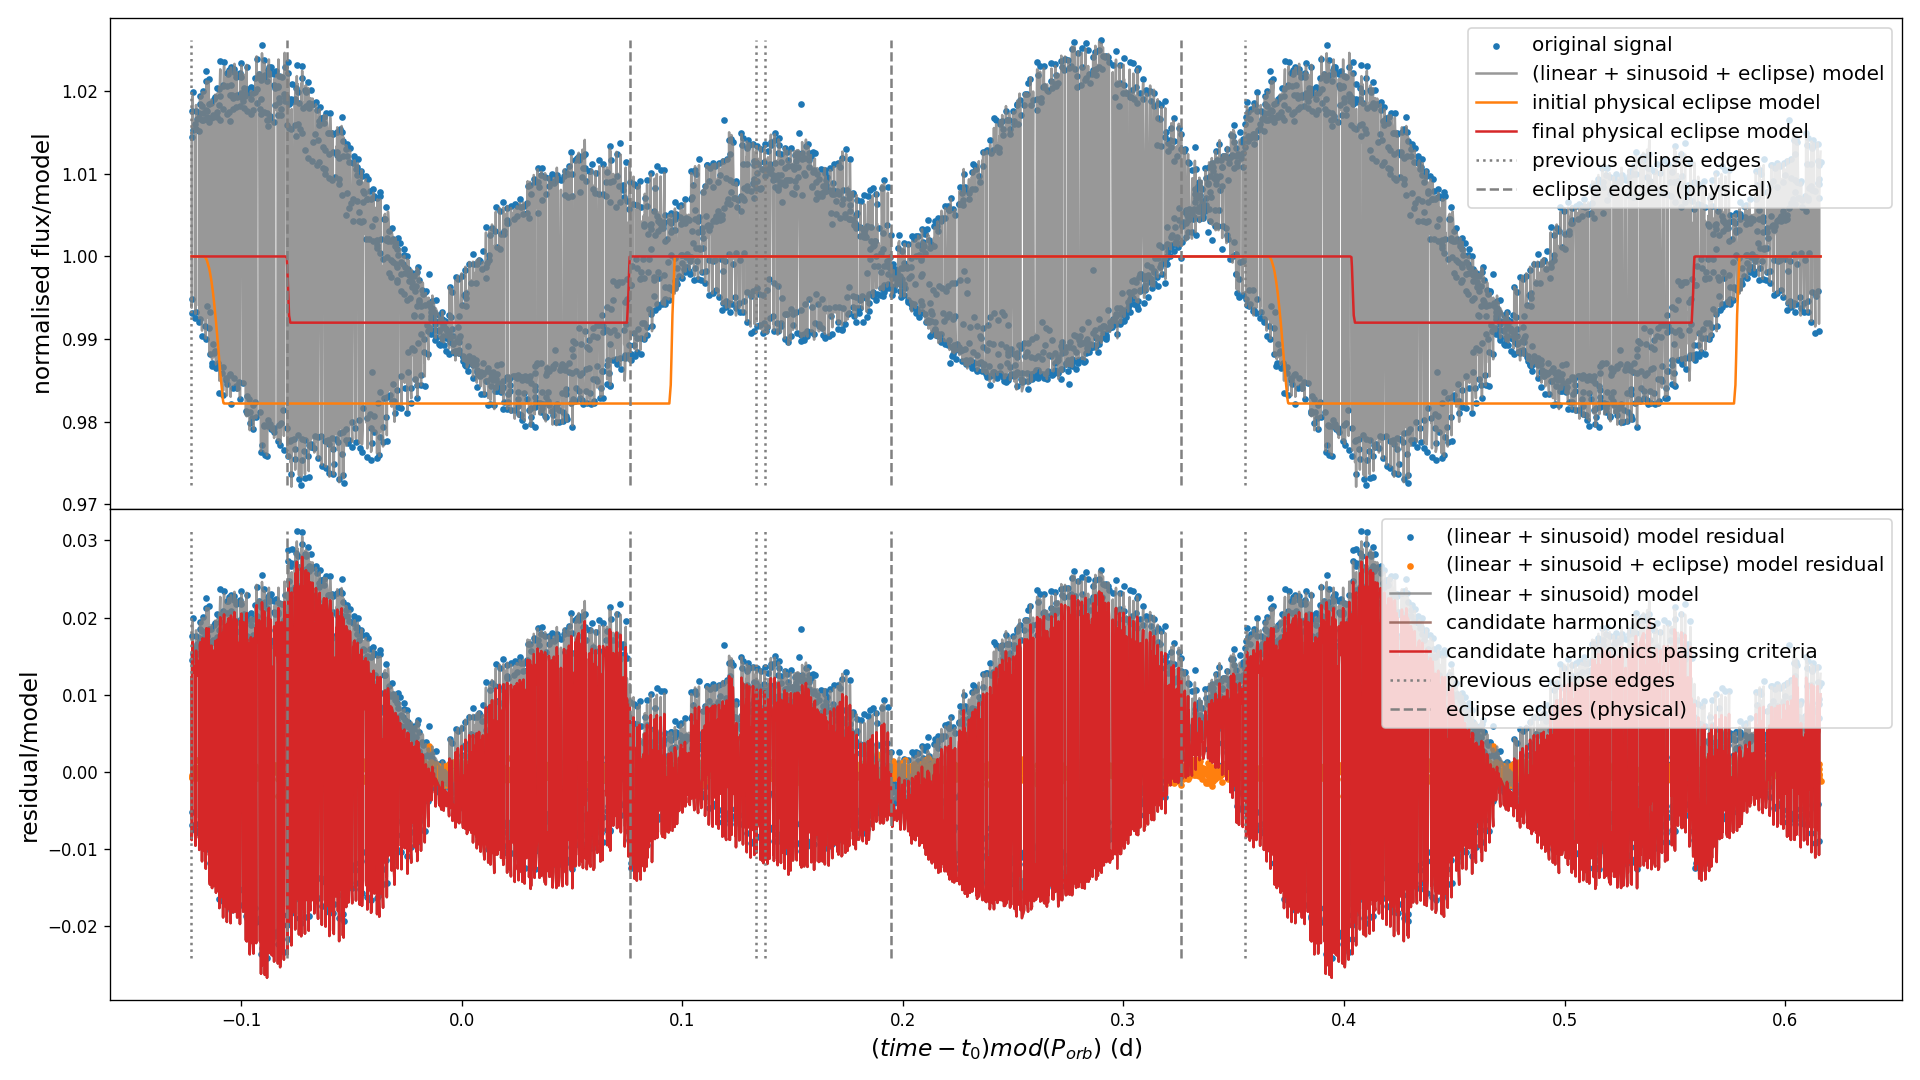 original signal
(linear + sinusoid + eclipse) model
initial physical eclipse model
final physical eclipse model
previous eclipse edges
eclipse edges (physical)
normalised flux/model
1.02
1.01
1.00
0.99
0.98
0.97
(linear + sinusoid) model residual
(linear + sinusoid + eclipse) model residual
(linear + sinusoid) model
candidate harmonics
candidate harmonics passing criteria
previous eclipse edges
eclipse edges (physical)
residual/model
0.03
0.02
0.01
0.00
−0.01
−0.02
−0.1 0.0 0.1 0.2 0.3 0.4 0.5 0.6
(time − t₀)mod(P_orb) (d)